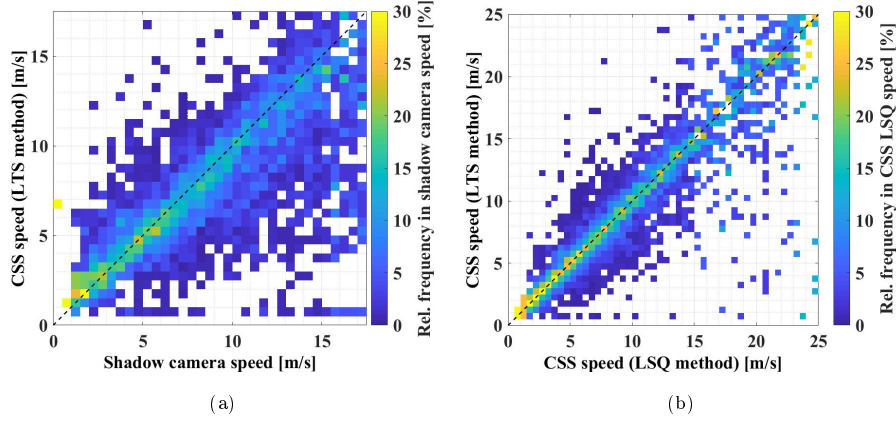 15
10
5
0
CSS speed (LTS method) [m/s]
0 5 10 15
Shadow camera speed [m/s]
30
25
20
15
10
5
0
Rel. frequency in shadow camera speed [%]
(a)
25
20
15
10
5
0
CSS speed (LTS method) [m/s]
0 5 10 15 20 25
CSS speed (LSQ method) [m/s]
30
25
20
15
10
5
0
Rel. frequency in CSS LSQ speed [%]
(b)